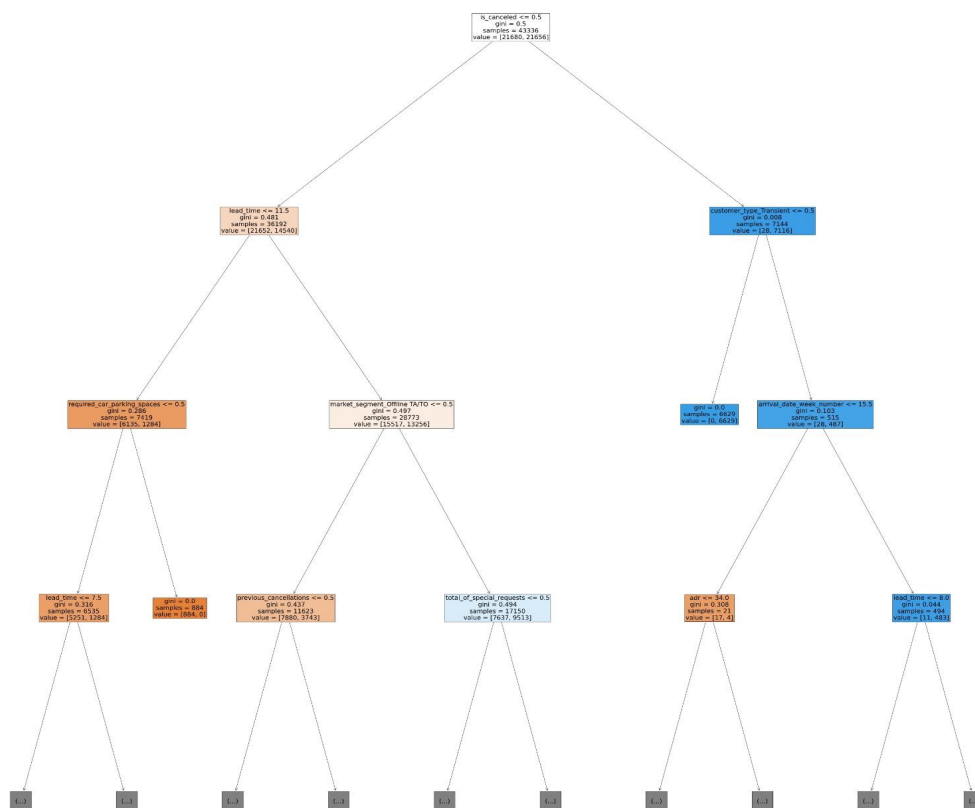 is_canceled <= 0.5
gini = 0.5
samples = 43336
value = [21680, 21656]
lead_time <= 11.5
gini = 0.481
samples = 36192
value = [21652, 14540]
customer_type_Transient <= 0.5
gini = 0.008
samples = 7144
value = [28, 7116]
required_car_parking_spaces <= 0.5
gini = 0.286
samples = 7419
value = [6135, 1284]
market_segment_Offline TA/TO <= 0.5
gini = 0.497
samples = 28773
value = [15517, 13256]
gini = 0.0
samples = 6629
value = [0, 6629]
arrival_date_week_number <= 15.5
gini = 0.103
samples = 515
value = [28, 487]
lead_time <= 7.5
gini = 0.316
samples = 6535
value = [5251, 1284]
gini = 0.0
samples = 884
value = [884, 0]
previous_cancellations <= 0.5
gini = 0.437
samples = 11623
value = [7880, 3743]
total_of_special_requests <= 0.5
gini = 0.494
samples = 17150
value = [7637, 9513]
adr <= 34.0
gini = 0.308
samples = 21
value = [17, 4]
lead_time <= 8.0
gini = 0.044
samples = 494
value = [11, 483]
(...)
(...)
(...)
(...)
(...)
(...)
(...)
(...)
(...)